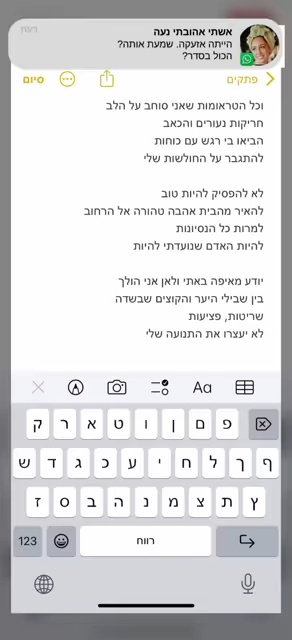 אשתי אהובתי נעה
כעת
הייתה אזעקה. שמעת אותה?
הכול בסדר?
פתקים
סיום
וכל הטראומות שאני סוחב על הלב
חריקות נעורים והכאב
הביאו בי רגש עם כוחות
להתגבר על החולשות שלי
לא להפסיק להיות טוב
להאיר מהבית אהבה טהורה אל הרחוב
למרות כל הנסיונות
להיות האדם שנועדתי להיות
יודע מאיפה באתי ולאן אני הולך
בין שבילי היער והקוצים שבשדה
שריטות, פציעות
לא יעצרו את התנועה שלי
Aa
ק ר א ט ו ן ם פ
ש ד ג כ ע י ח ל ך ף
ז ס ב ה נ מ צ ת ץ
123
רווח